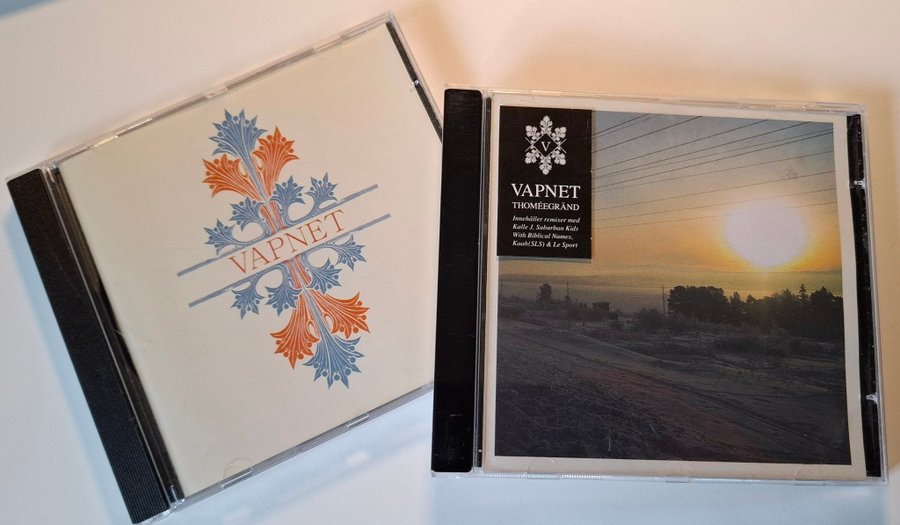 VAPNET
V
VAPNET
THOMÉEGRÄND
Innehåller remixer med
Kalle J, Suburban Kids
With Biblical Names,
Kaah(SLS) & Le Sport